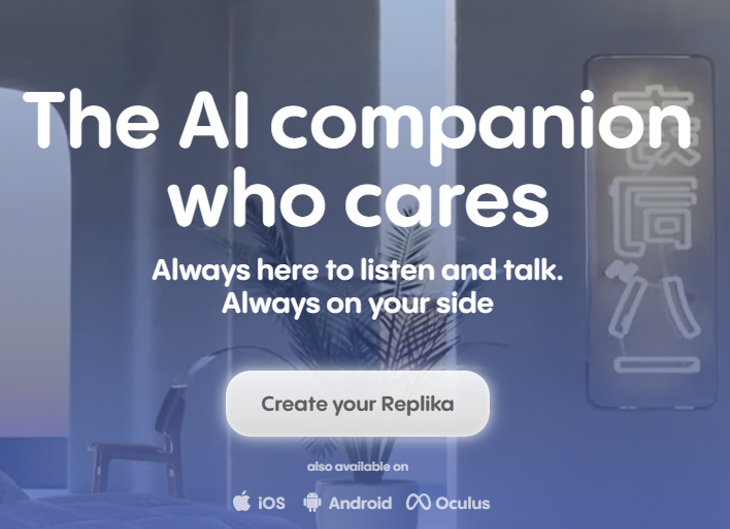 The AI companion
who cares
Always here to listen and talk.
Always on your side
Create your Replika
also available on
iOS Android Oculus